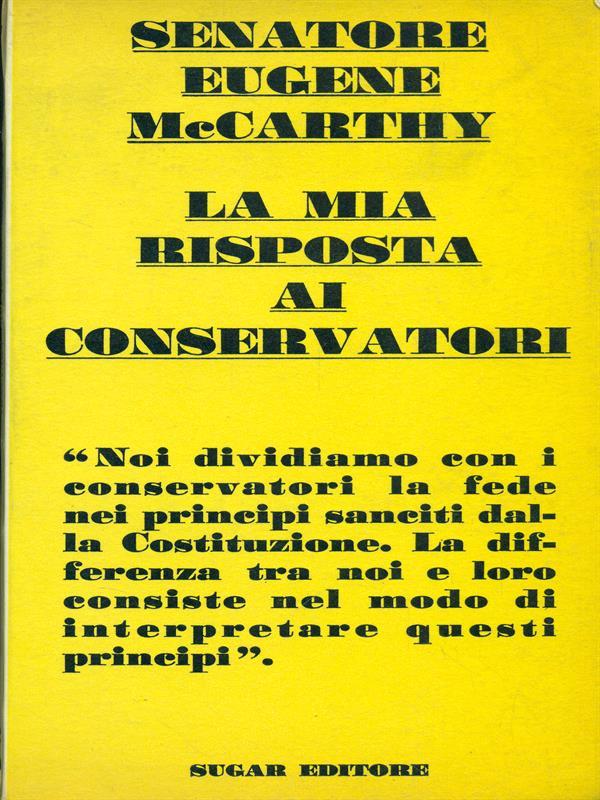 SENATORE
EUGENE
McCARTHY
LA MIA
RISPOSTA
AI
CONSERVATORI
“Noi dividiamo con i
conservatori la fede
nei principi sanciti dal-
la Costituzione. La dif-
ferenza tra noi e loro
consiste nel modo di
interpretare questi
principi”.
SUGAR EDITORE